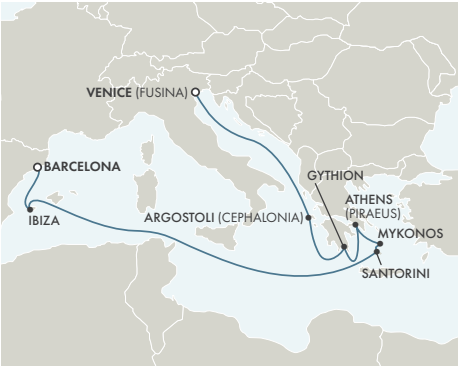 VENICE (FUSINA)
BARCELONA
GYTHION
ATHENS
(PIRAEUS)
ARGOSTOLI (CEPHALONIA)
IBIZA
MYKONOS
SANTORINI